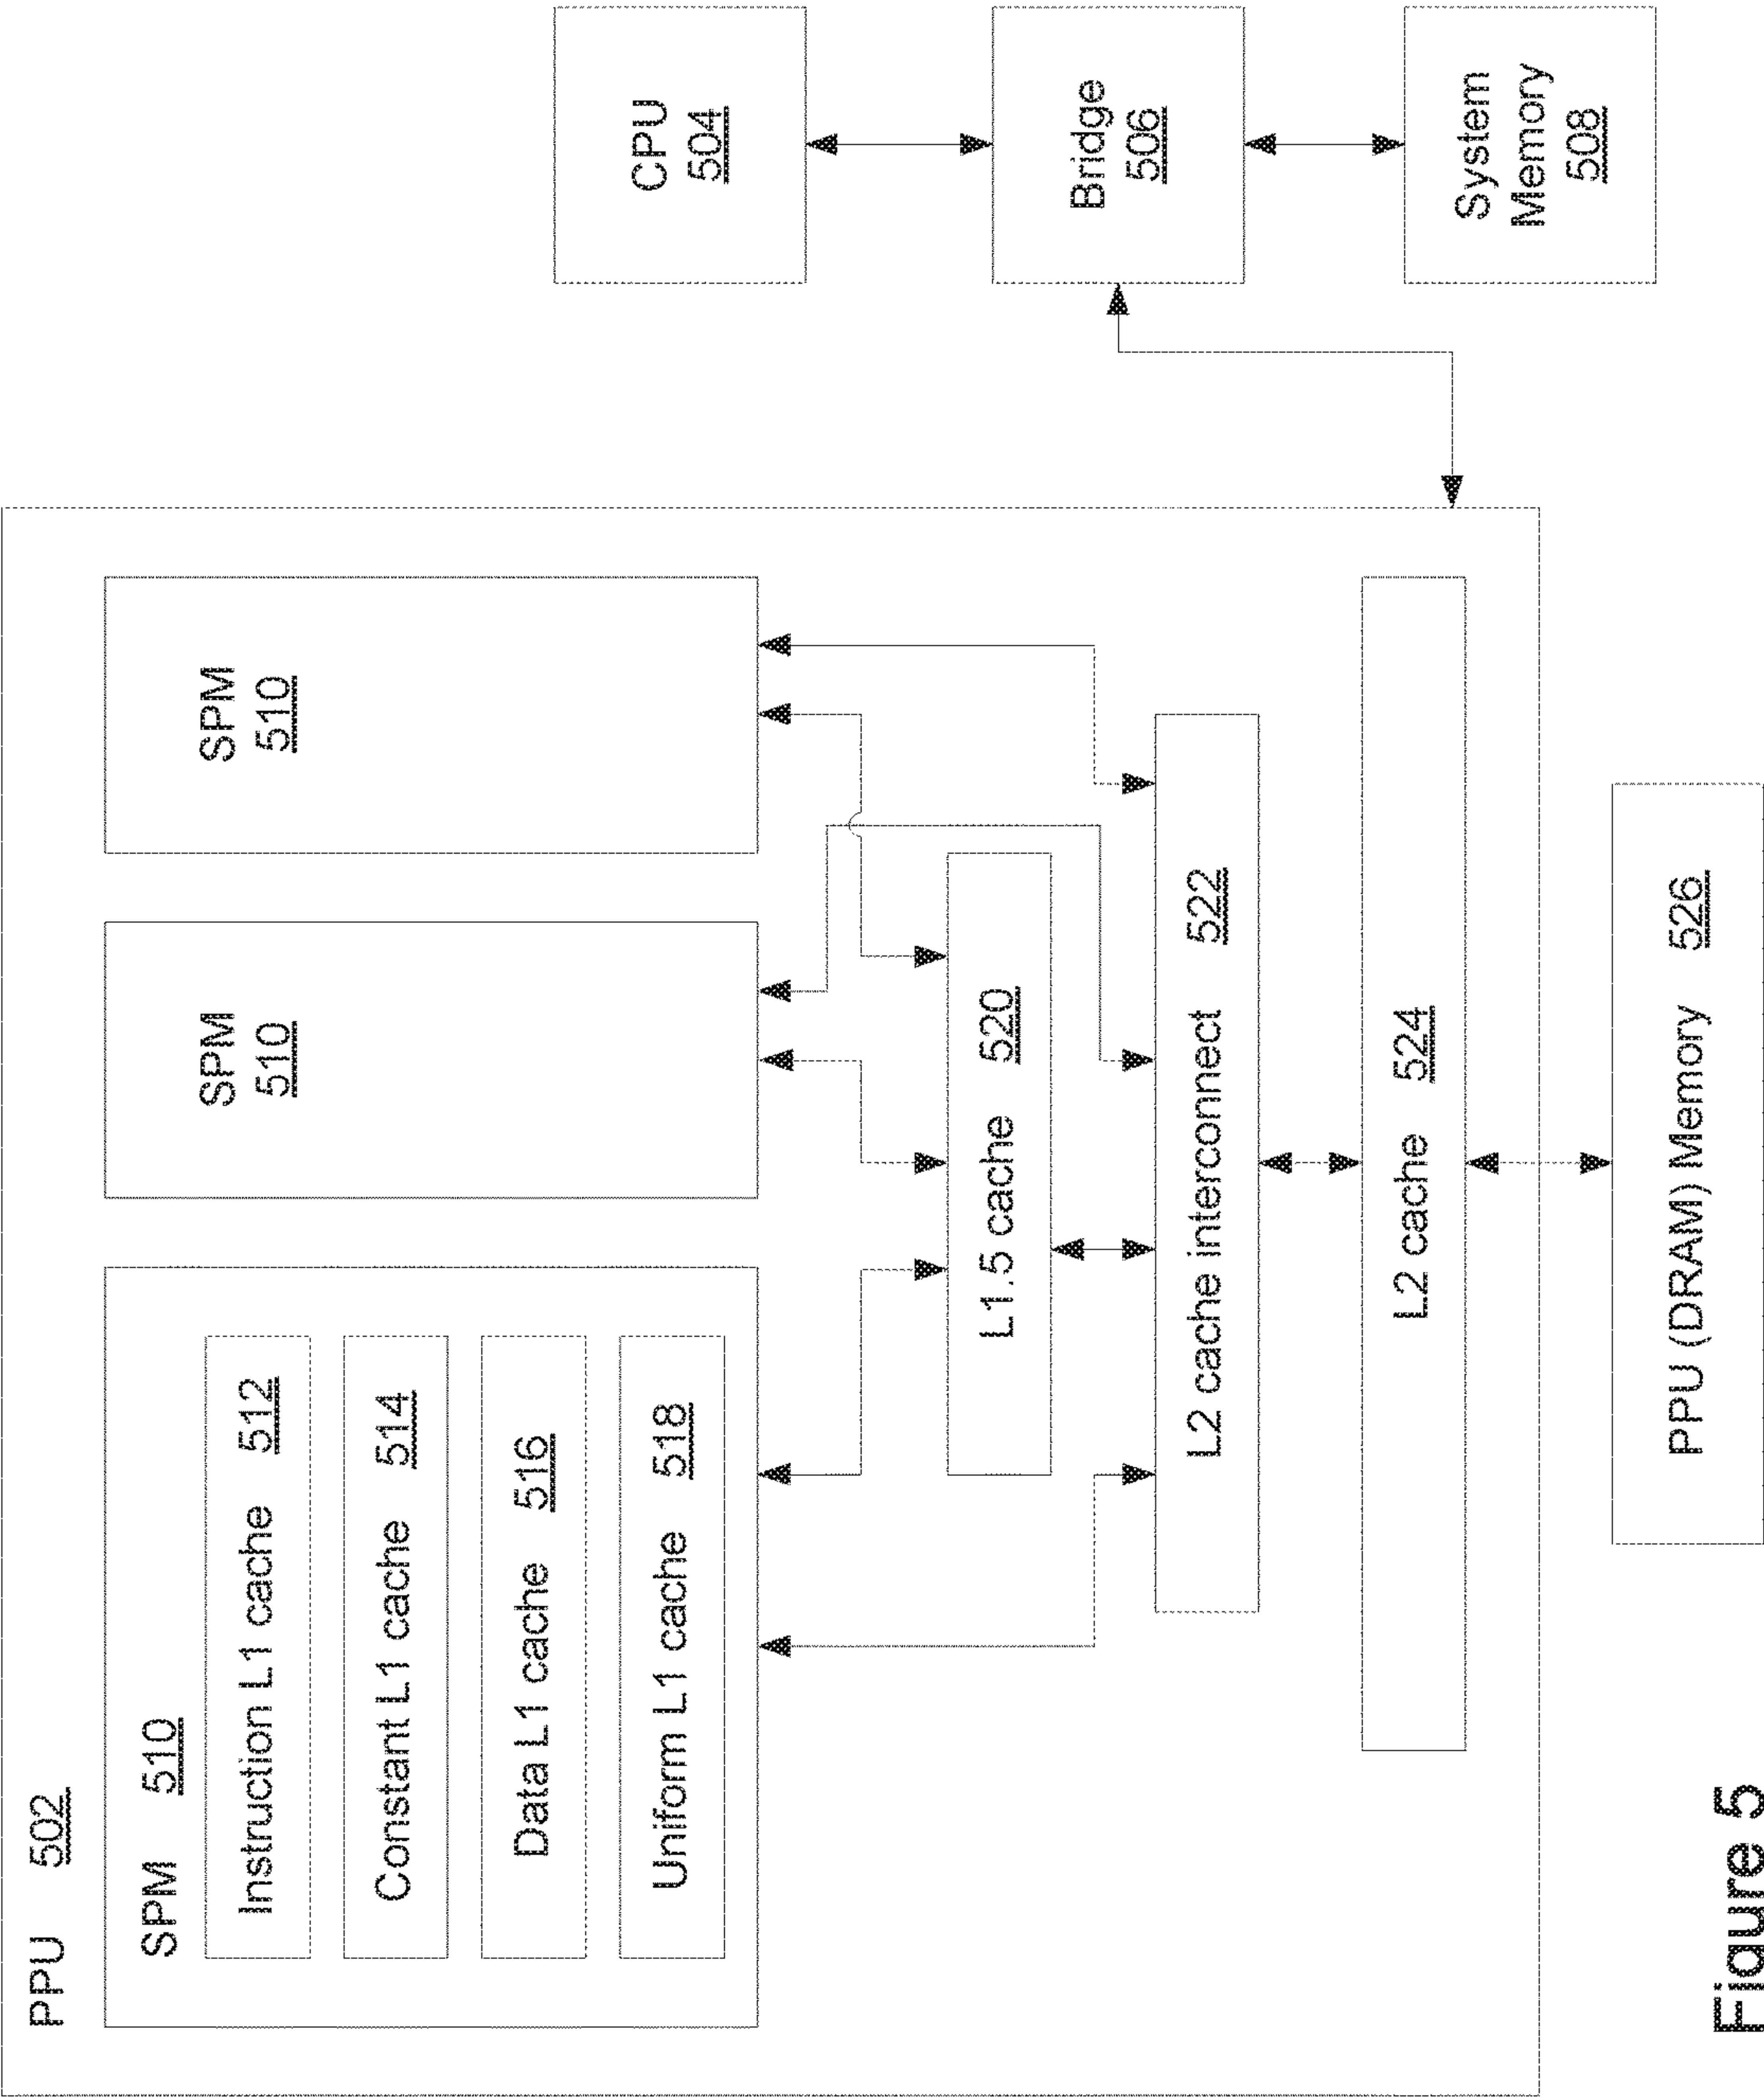 PPU 502
SPM 510
Instruction L1 cache 512
Constant L1 cache 514
Data L1 cache 516
Uniform L1 cache 518
SPM
510
SPM
510
L1.5 cache 520
L2 cache interconnect 522
L2 cache 524
PPU (DRAM) Memory 526
CPU
504
Bridge
506
System
Memory
508
Figure 5